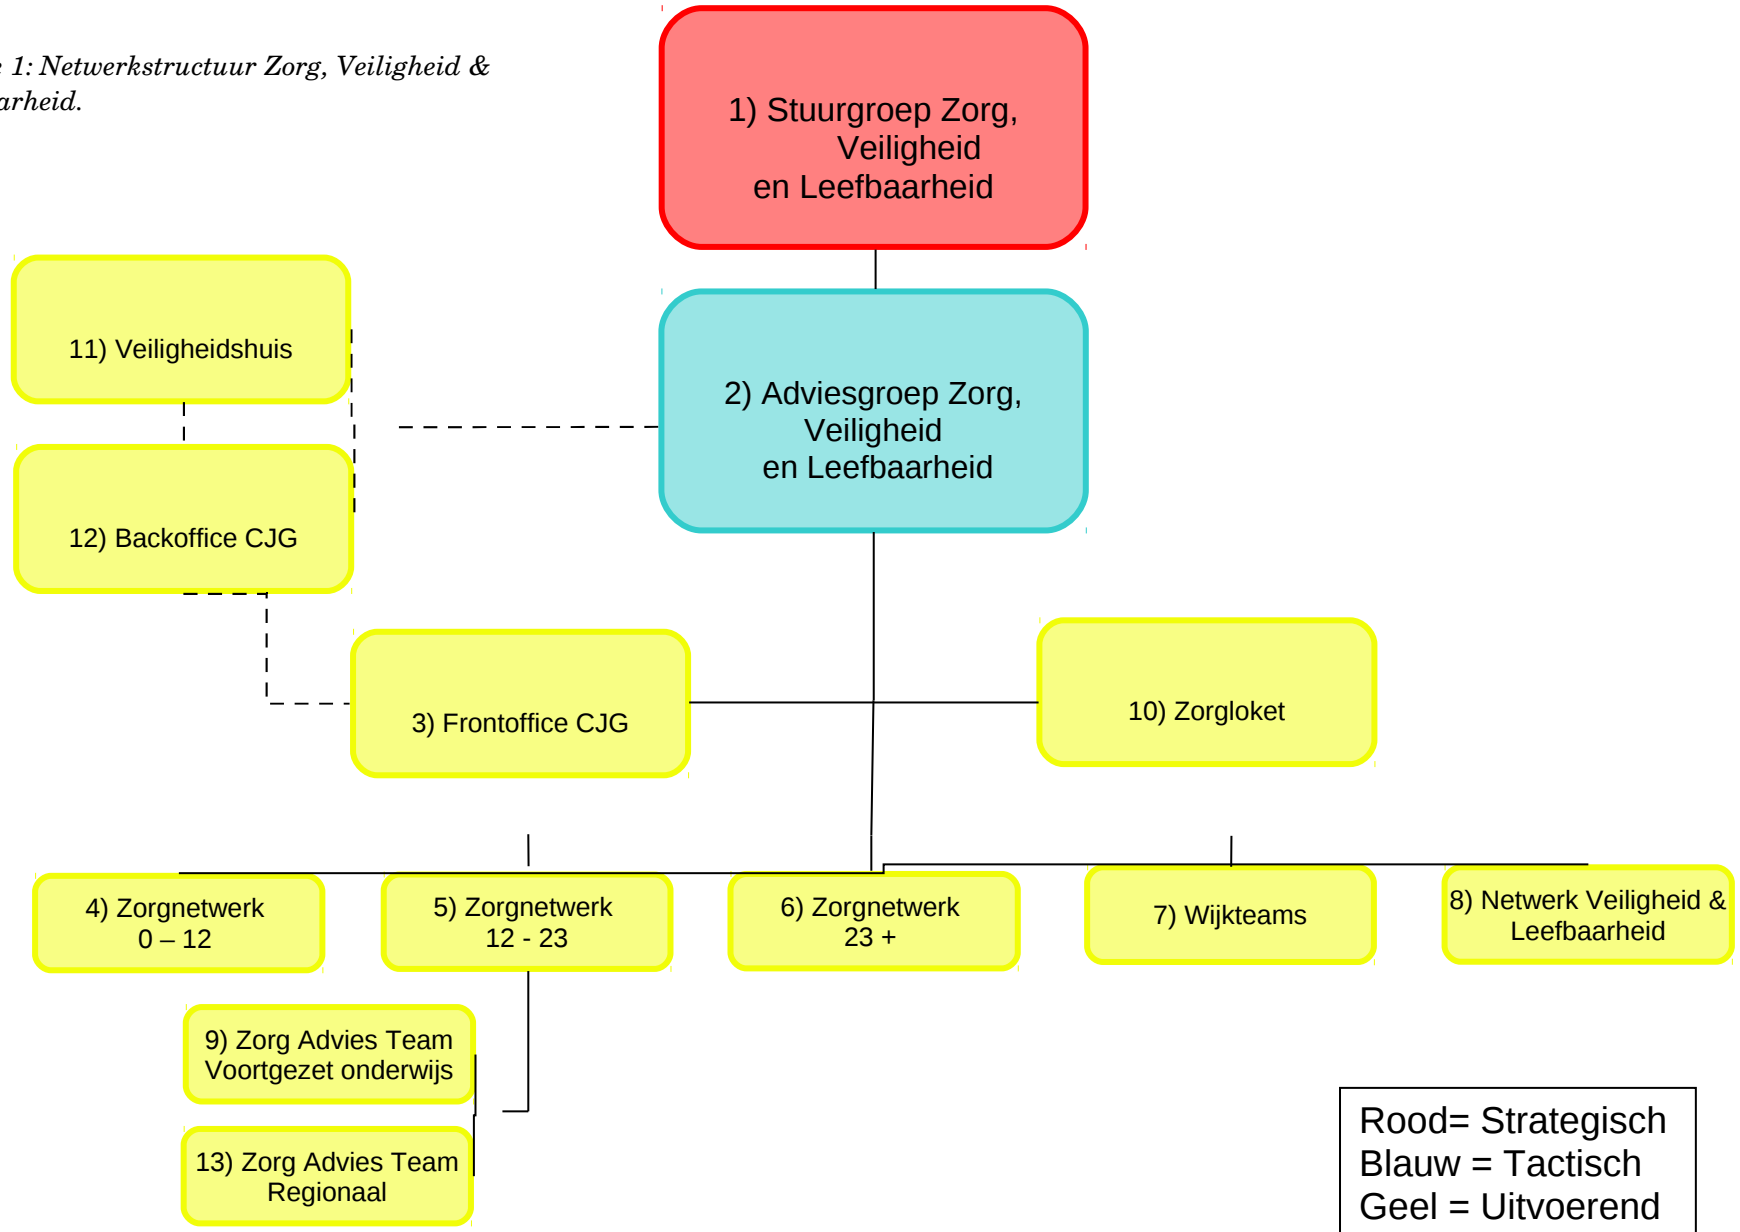 1: Netwerkstructuur Zorg, Veiligheid &
1) Stuurgroep Zorg,
Veiligheid
en Leefbaarheid
2) Adviesgroep Zorg,
Veiligheid
en Leefbaarheid
11) Veiligheidshuis
12) Backoffice CJG
3) Frontoffice CJG
10) Zorgloket
4) Zorgnetwerk
0 – 12
5) Zorgnetwerk
12 - 23
6) Zorgnetwerk
23 +
7) Wijkteams
8) Netwerk Veiligheid &
Leefbaarheid
9) Zorg Advies Team
Voortgezet onderwijs
13) Zorg Advies Team
Regionaal
Rood= Strategisch
Blauw = Tactisch
Geel = Uitvoerend